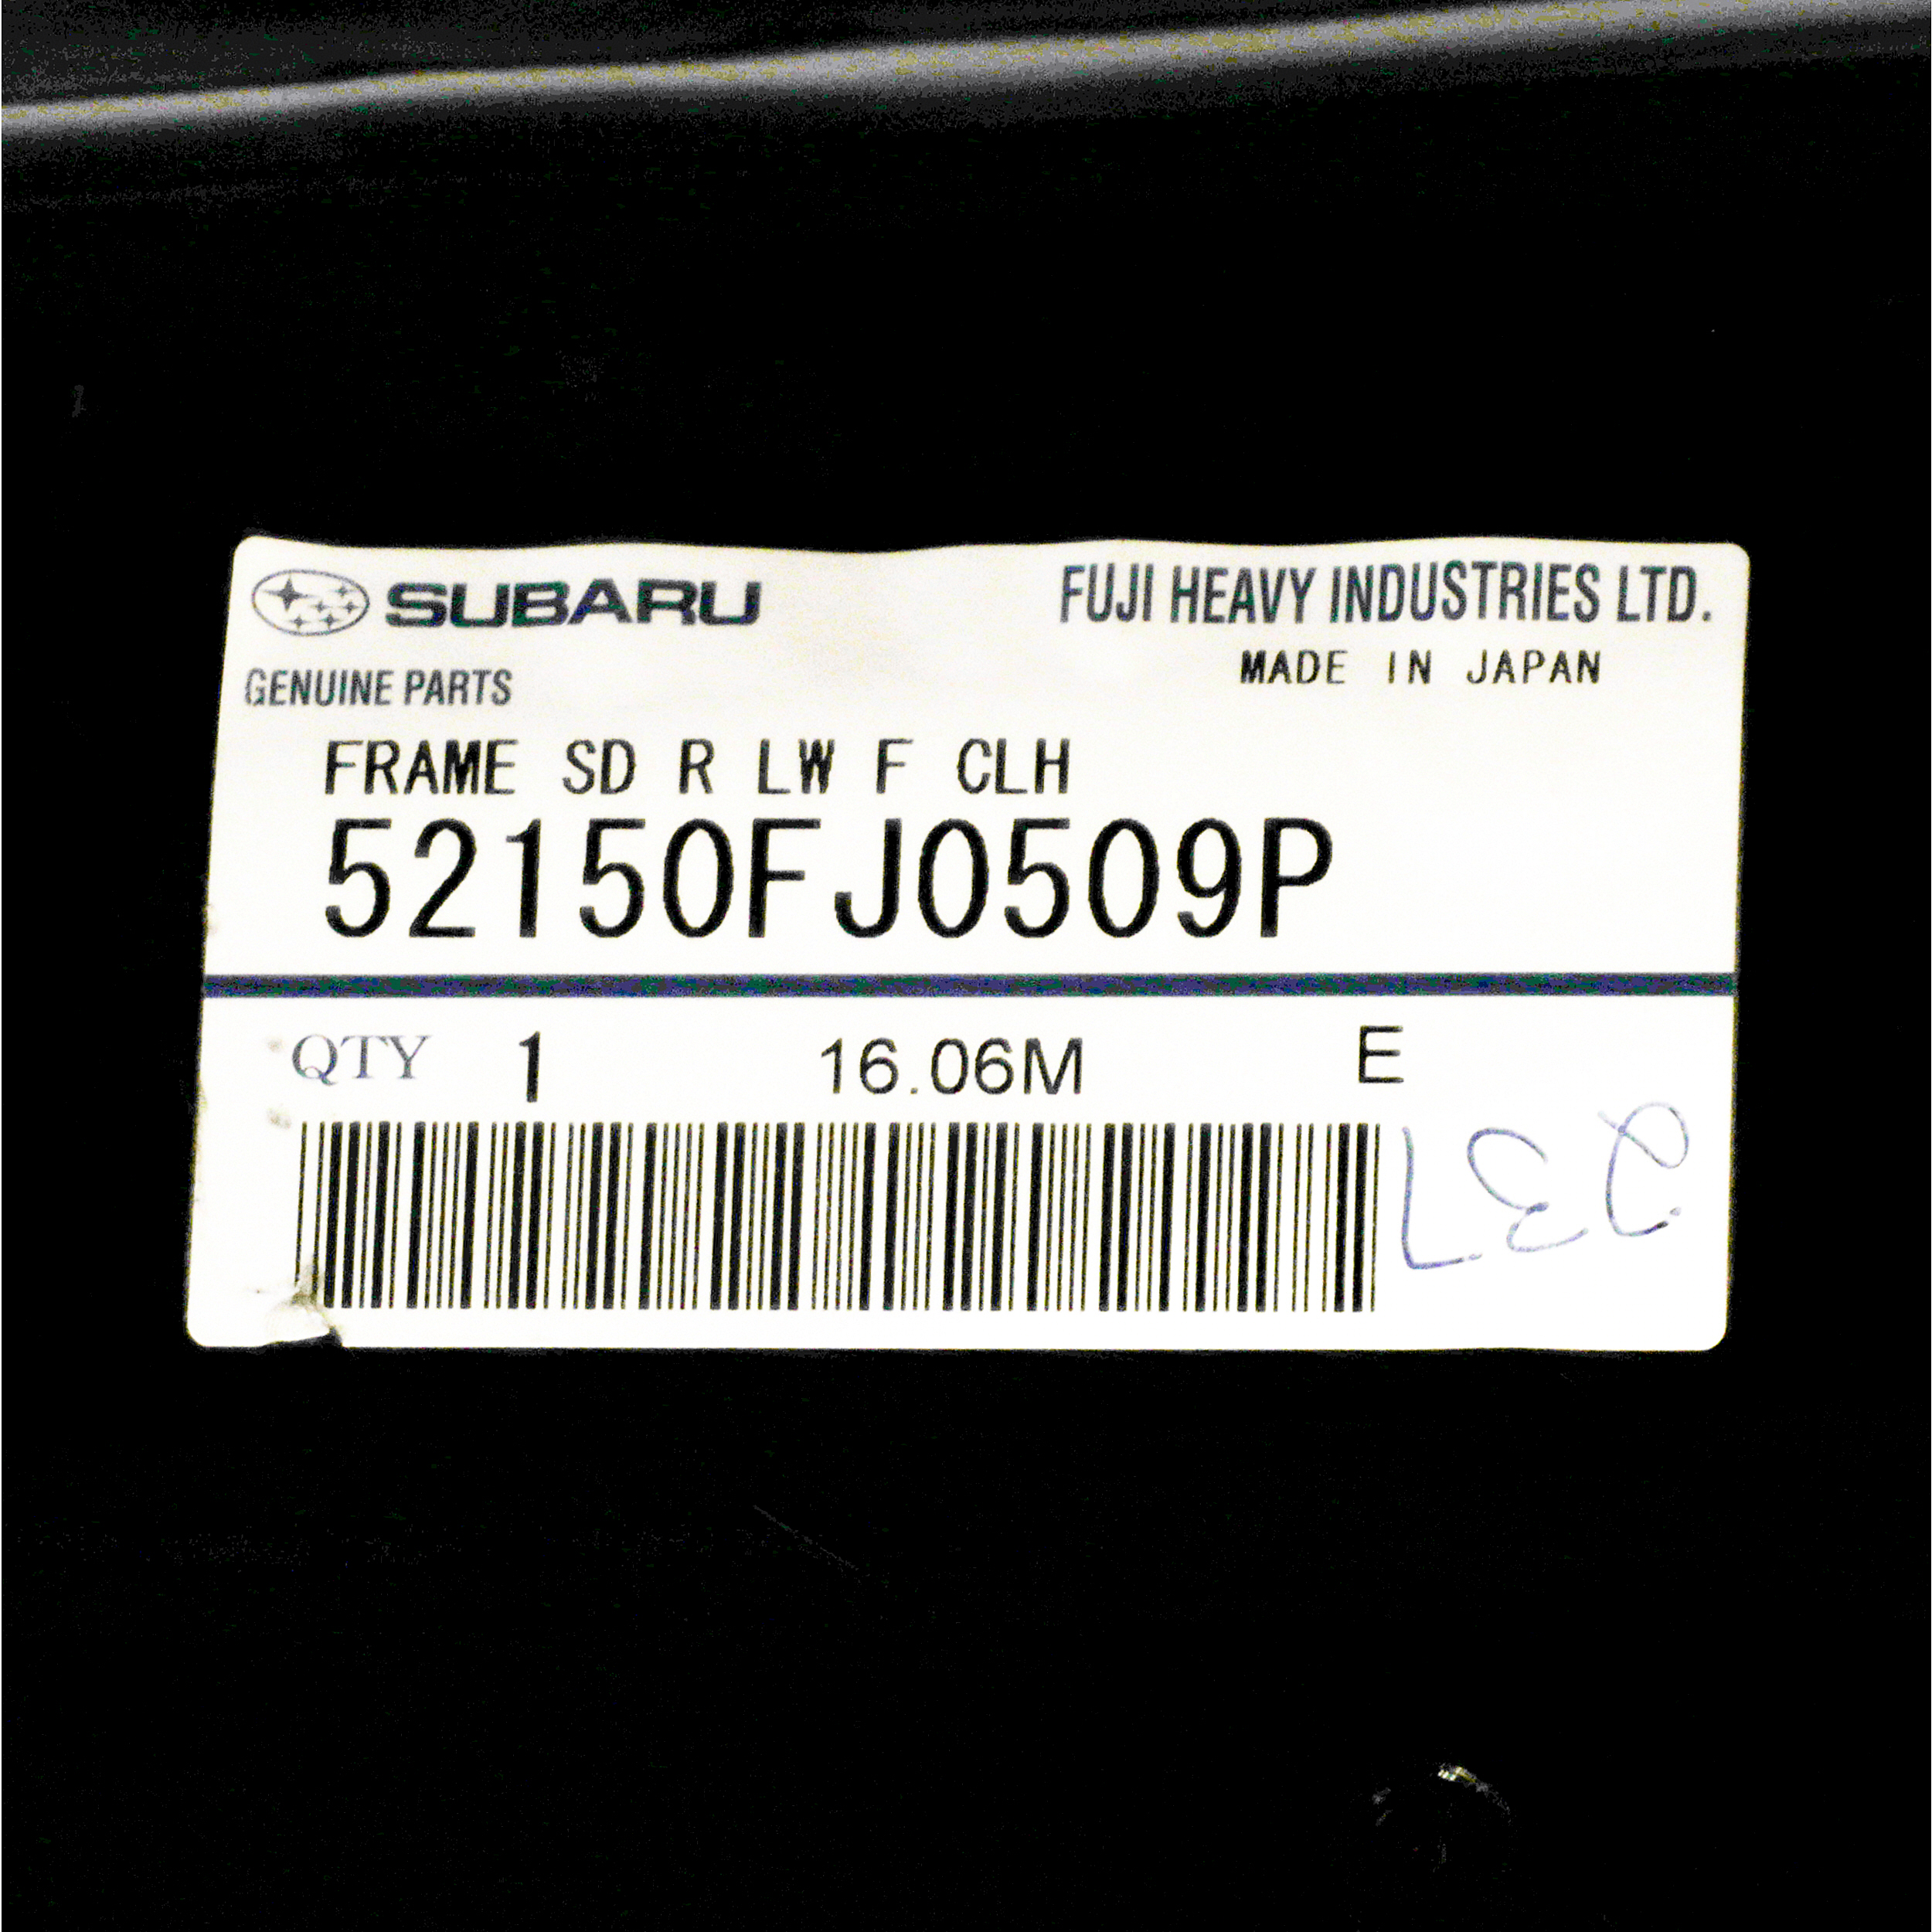 SUBARU
FUJI HEAVY INDUSTRIES LTD.
MADE IN JAPAN
GENUINE PARTS
FRAME SD R LW F CLH
52150FJ0509P
QTY 1 16.06M E